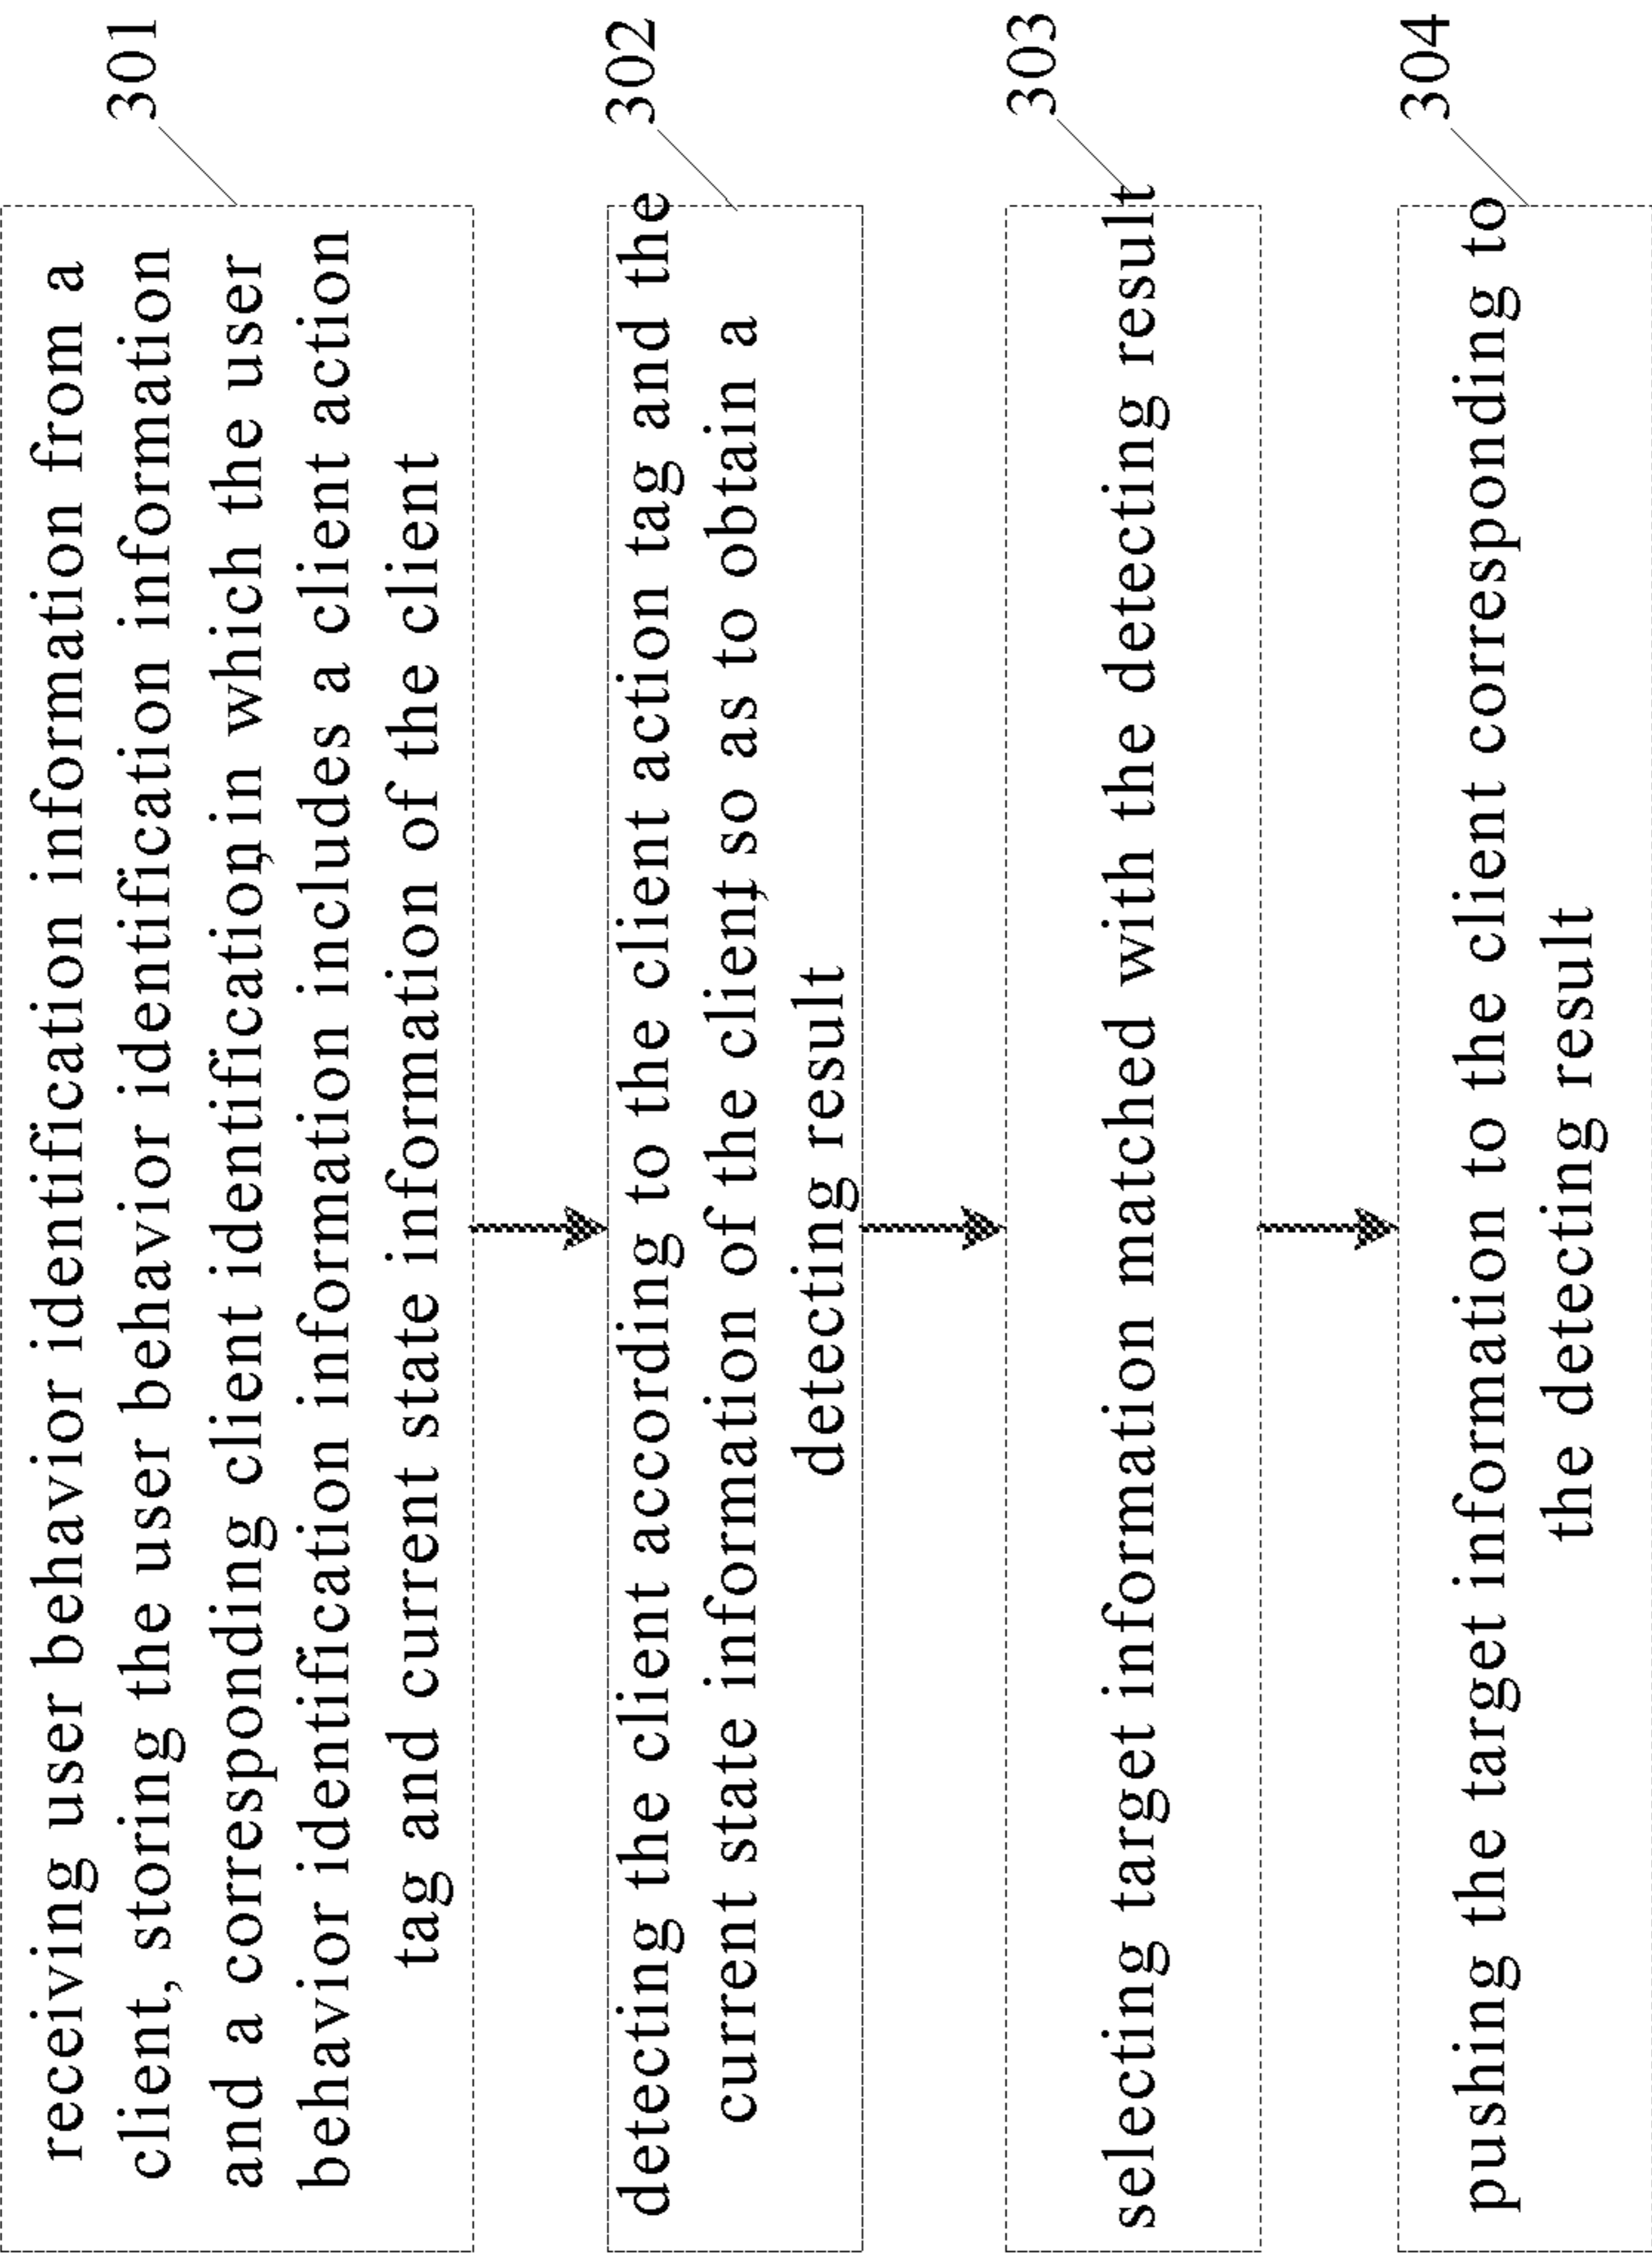 receiving user behavior identification information from a
client, storing the user behavior identification information
and a corresponding client identification, in which the user
behavior identification information includes a client action
tag and current state information of the client
301
detecting the client according to the client action tag and the
current state information of the client, so as to obtain a
detecting result
302
selecting target information matched with the detecting result
303
pushing the target information to the client corresponding to
the detecting result
304